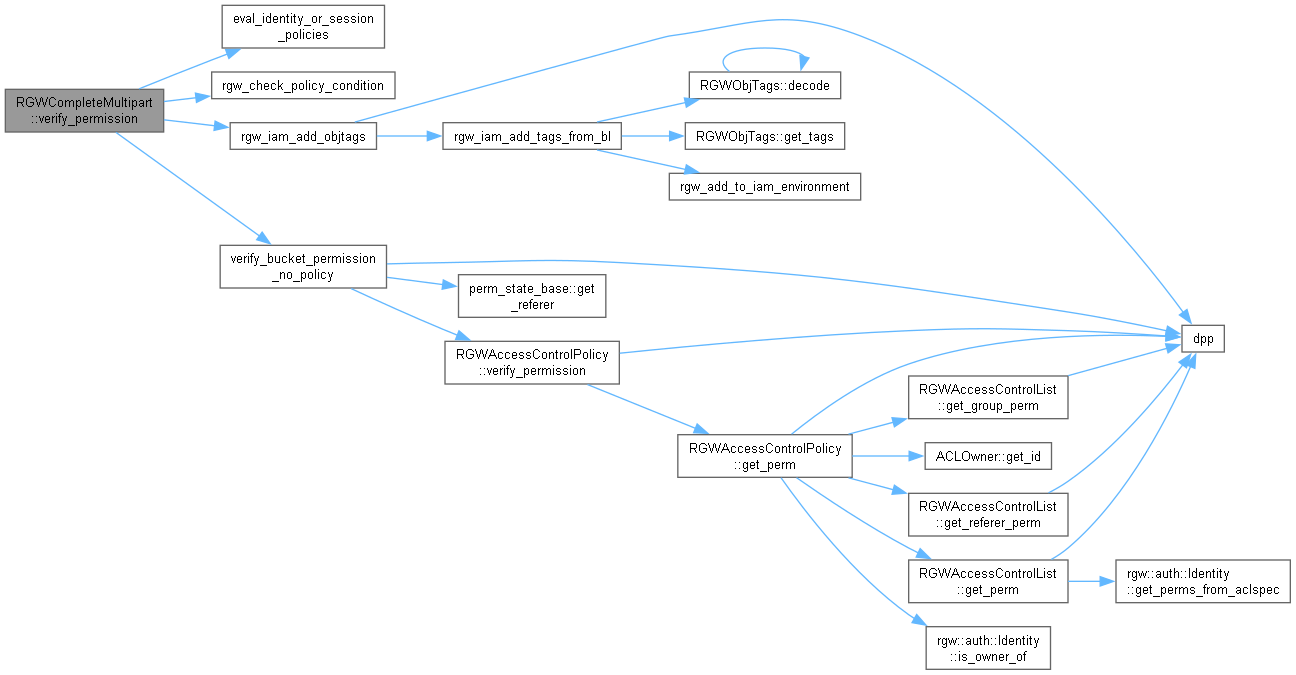 eval_identity_or_session
_policies
rgw_check_policy_condition
RGWCompleteMultipart
::verify_permission
rgw_iam_add_objtags
rgw_iam_add_tags_from_bl
RGWObjTags::decode
RGWObjTags::get_tags
rgw_add_to_iam_environment
verify_bucket_permission
_no_policy
perm_state_base::get
_referer
RGWAccessControlPolicy
::verify_permission
dpp
RGWAccessControlPolicy
::get_perm
RGWAccessControlList
::get_group_perm
ACLOwner::get_id
RGWAccessControlList
::get_referer_perm
RGWAccessControlList
::get_perm
rgw::auth::Identity
::get_perms_from_aclspec
rgw::auth::Identity
::is_owner_of